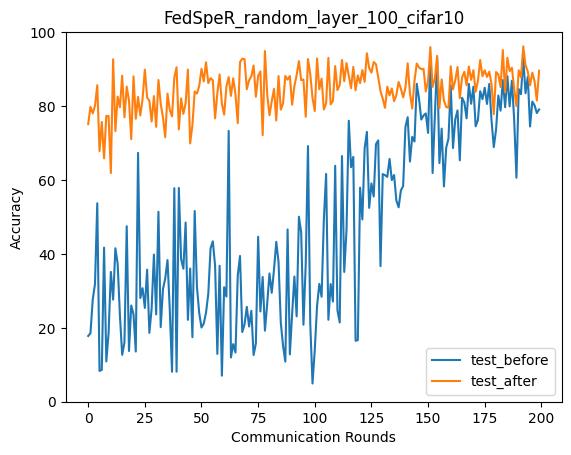 FedSpeR_random_layer_100_cifar10
100
80
60
40
20
0
Accuracy
0 25 50 75 100 125 150 175 200
Communication Rounds
test_before
test_after